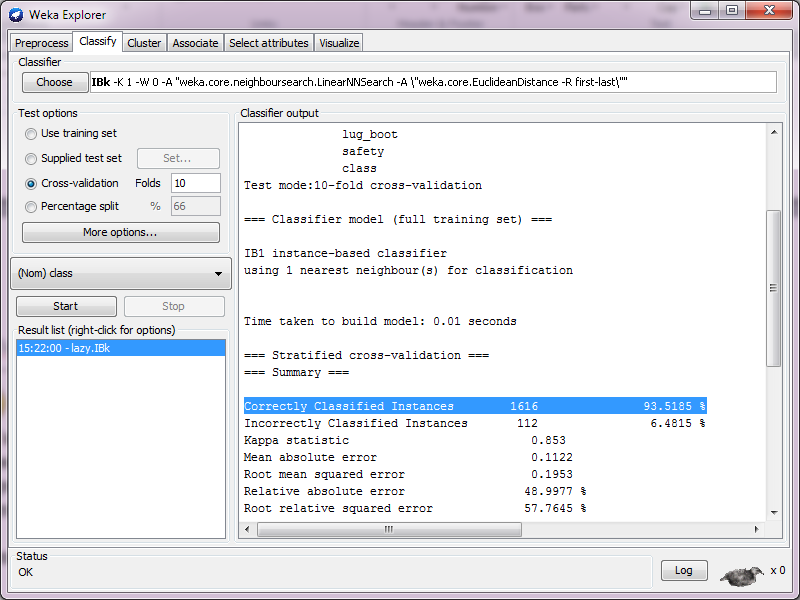 Weka Explorer
Preprocess Classify Cluster Associate Select attributes Visualize
Classifier
Choose IBk -K 1 -W 0 -A "weka.core.neighboursearch.LinearNNSearch -A \"weka.core.EuclideanDistance -R first-last\""
Test options
Use training set
Supplied test set Set...
Cross-validation Folds 10
Percentage split % 66
More options...
(Nom) class
Start Stop
Result list (right-click for options)
15:22:00 - lazy.IBk
Classifier output
lug_boot
safety
class
Test mode:10-fold cross-validation
=== Classifier model (full training set) ===
IB1 instance-based classifier
using 1 nearest neighbour(s) for classification
Time taken to build model: 0.01 seconds
=== Stratified cross-validation ===
=== Summary ===
Correctly Classified Instances 1616 93.5185 %
Incorrectly Classified Instances 112 6.4815 %
Kappa statistic 0.853
Mean absolute error 0.1122
Root mean squared error 0.1953
Relative absolute error 48.9977 %
Root relative squared error 57.7645 %
Status
OK
Log x 0